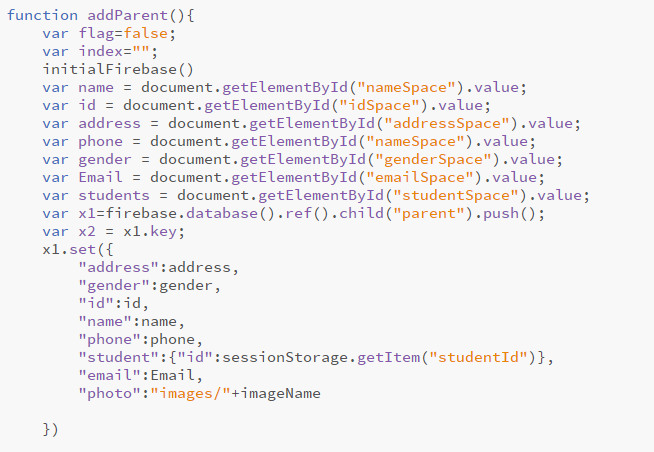 function addParent(){
    var flag=false;
    var index="";
    initialFirebase()
    var name = document.getElementById("nameSpace").value;
    var id = document.getElementById("idSpace").value;
    var address = document.getElementById("addressSpace").value;
    var phone = document.getElementById("nameSpace").value;
    var gender = document.getElementById("genderSpace").value;
    var Email = document.getElementById("emailSpace").value;
    var students = document.getElementById("studentSpace").value;
    var x1=firebase.database().ref().child("parent").push();
    var x2 = x1.key;
    x1.set({
        "address":address,
        "gender":gender,
        "id":id,
        "name":name,
        "phone":phone,
        "student":{"id":sessionStorage.getItem("studentId")},
        "email":Email,
        "photo":"images/"+imageName
    })